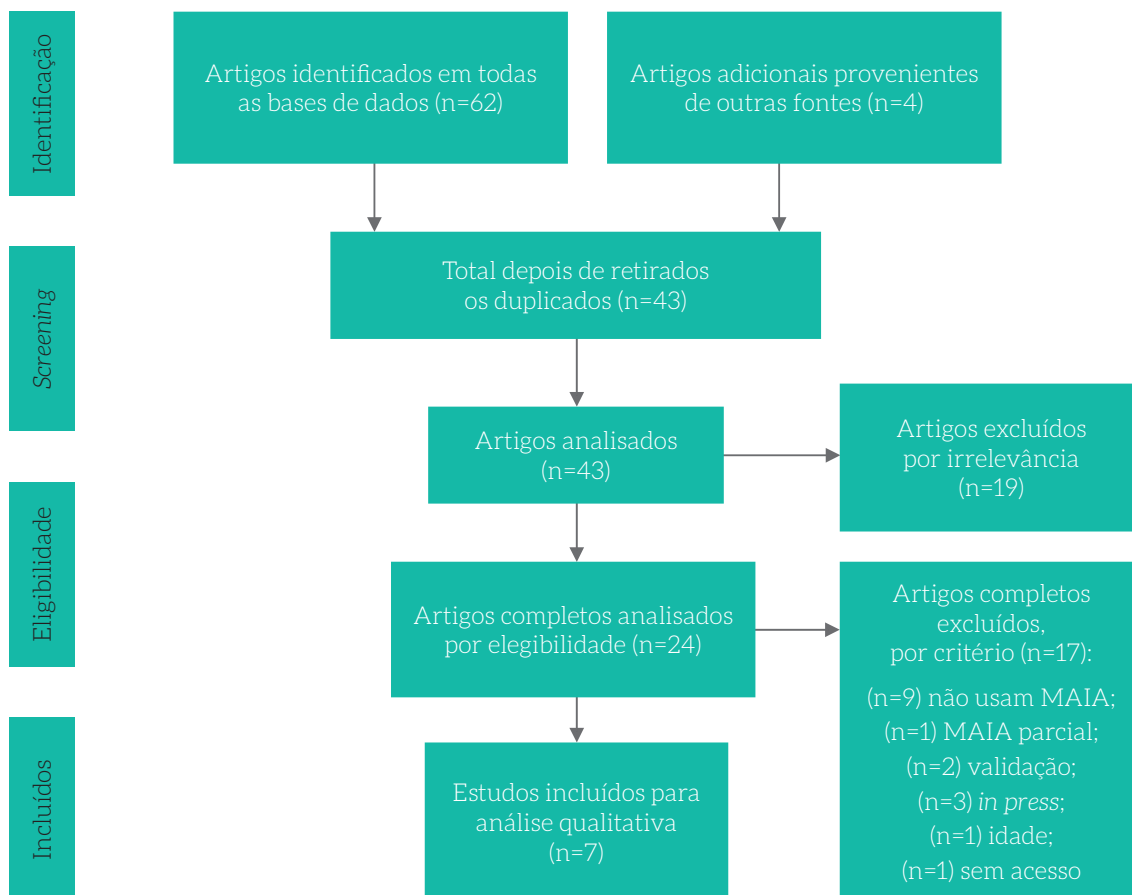 Identificação
Artigos identificados em todas
as bases de dados (n=62)
Artigos adicionais provenientes
de outras fontes (n=4)
Screening
Total depois de retirados
os duplicados (n=43)
Artigos analisados
(n=43)
Artigos excluídos
por irrelevância
(n=19)
Eligibilidade
Artigos completos analisados
por elegibilidade (n=24)
Artigos completos
excluídos,
por critério (n=17):
(n=9) não usam MAIA;
(n=1) MAIA parcial;
(n=2) validação;
(n=3) in press;
(n=1) idade;
(n=1) sem acesso
Incluídos
Estudos incluídos para
análise qualitativa
(n=7)